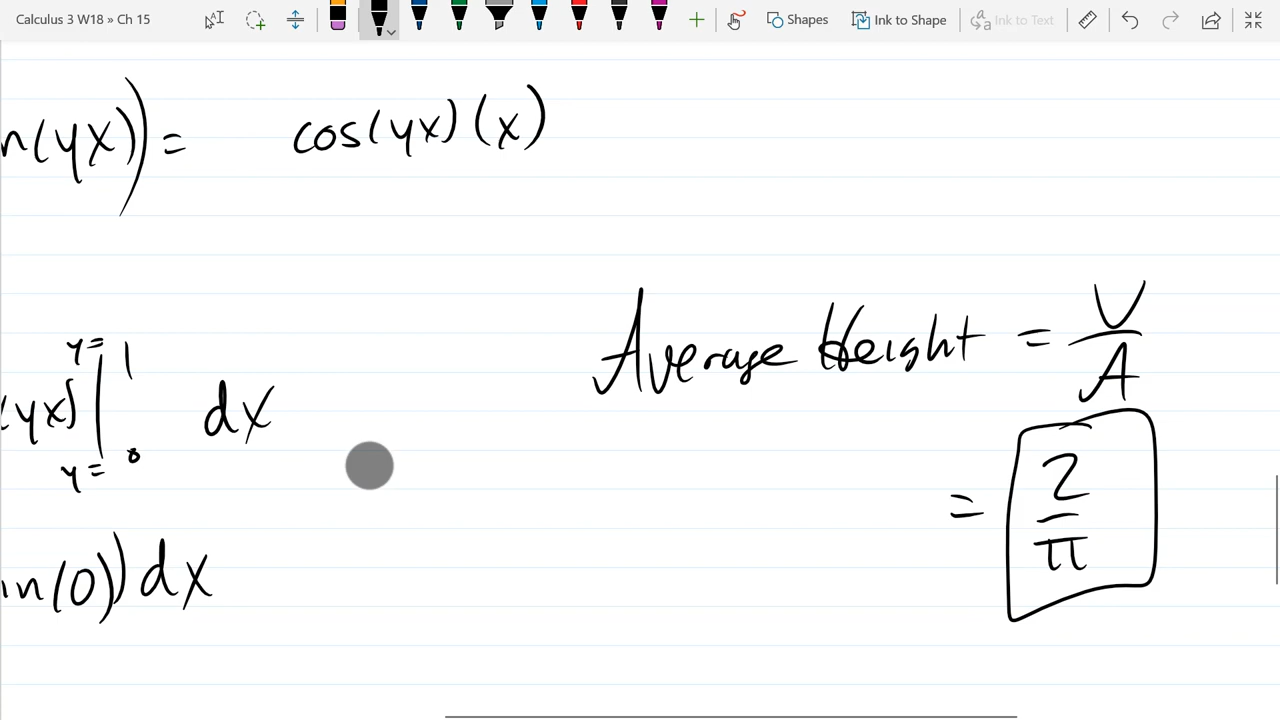 Calculus 3 W18 » Ch 15
Shapes
Ink to Shape
Ink to Text
n(yx)) = cos(yx)(x)
Average Height = V/A
y= 1
(yx) | dx
y= 0
= 2/π
in(0)) dx